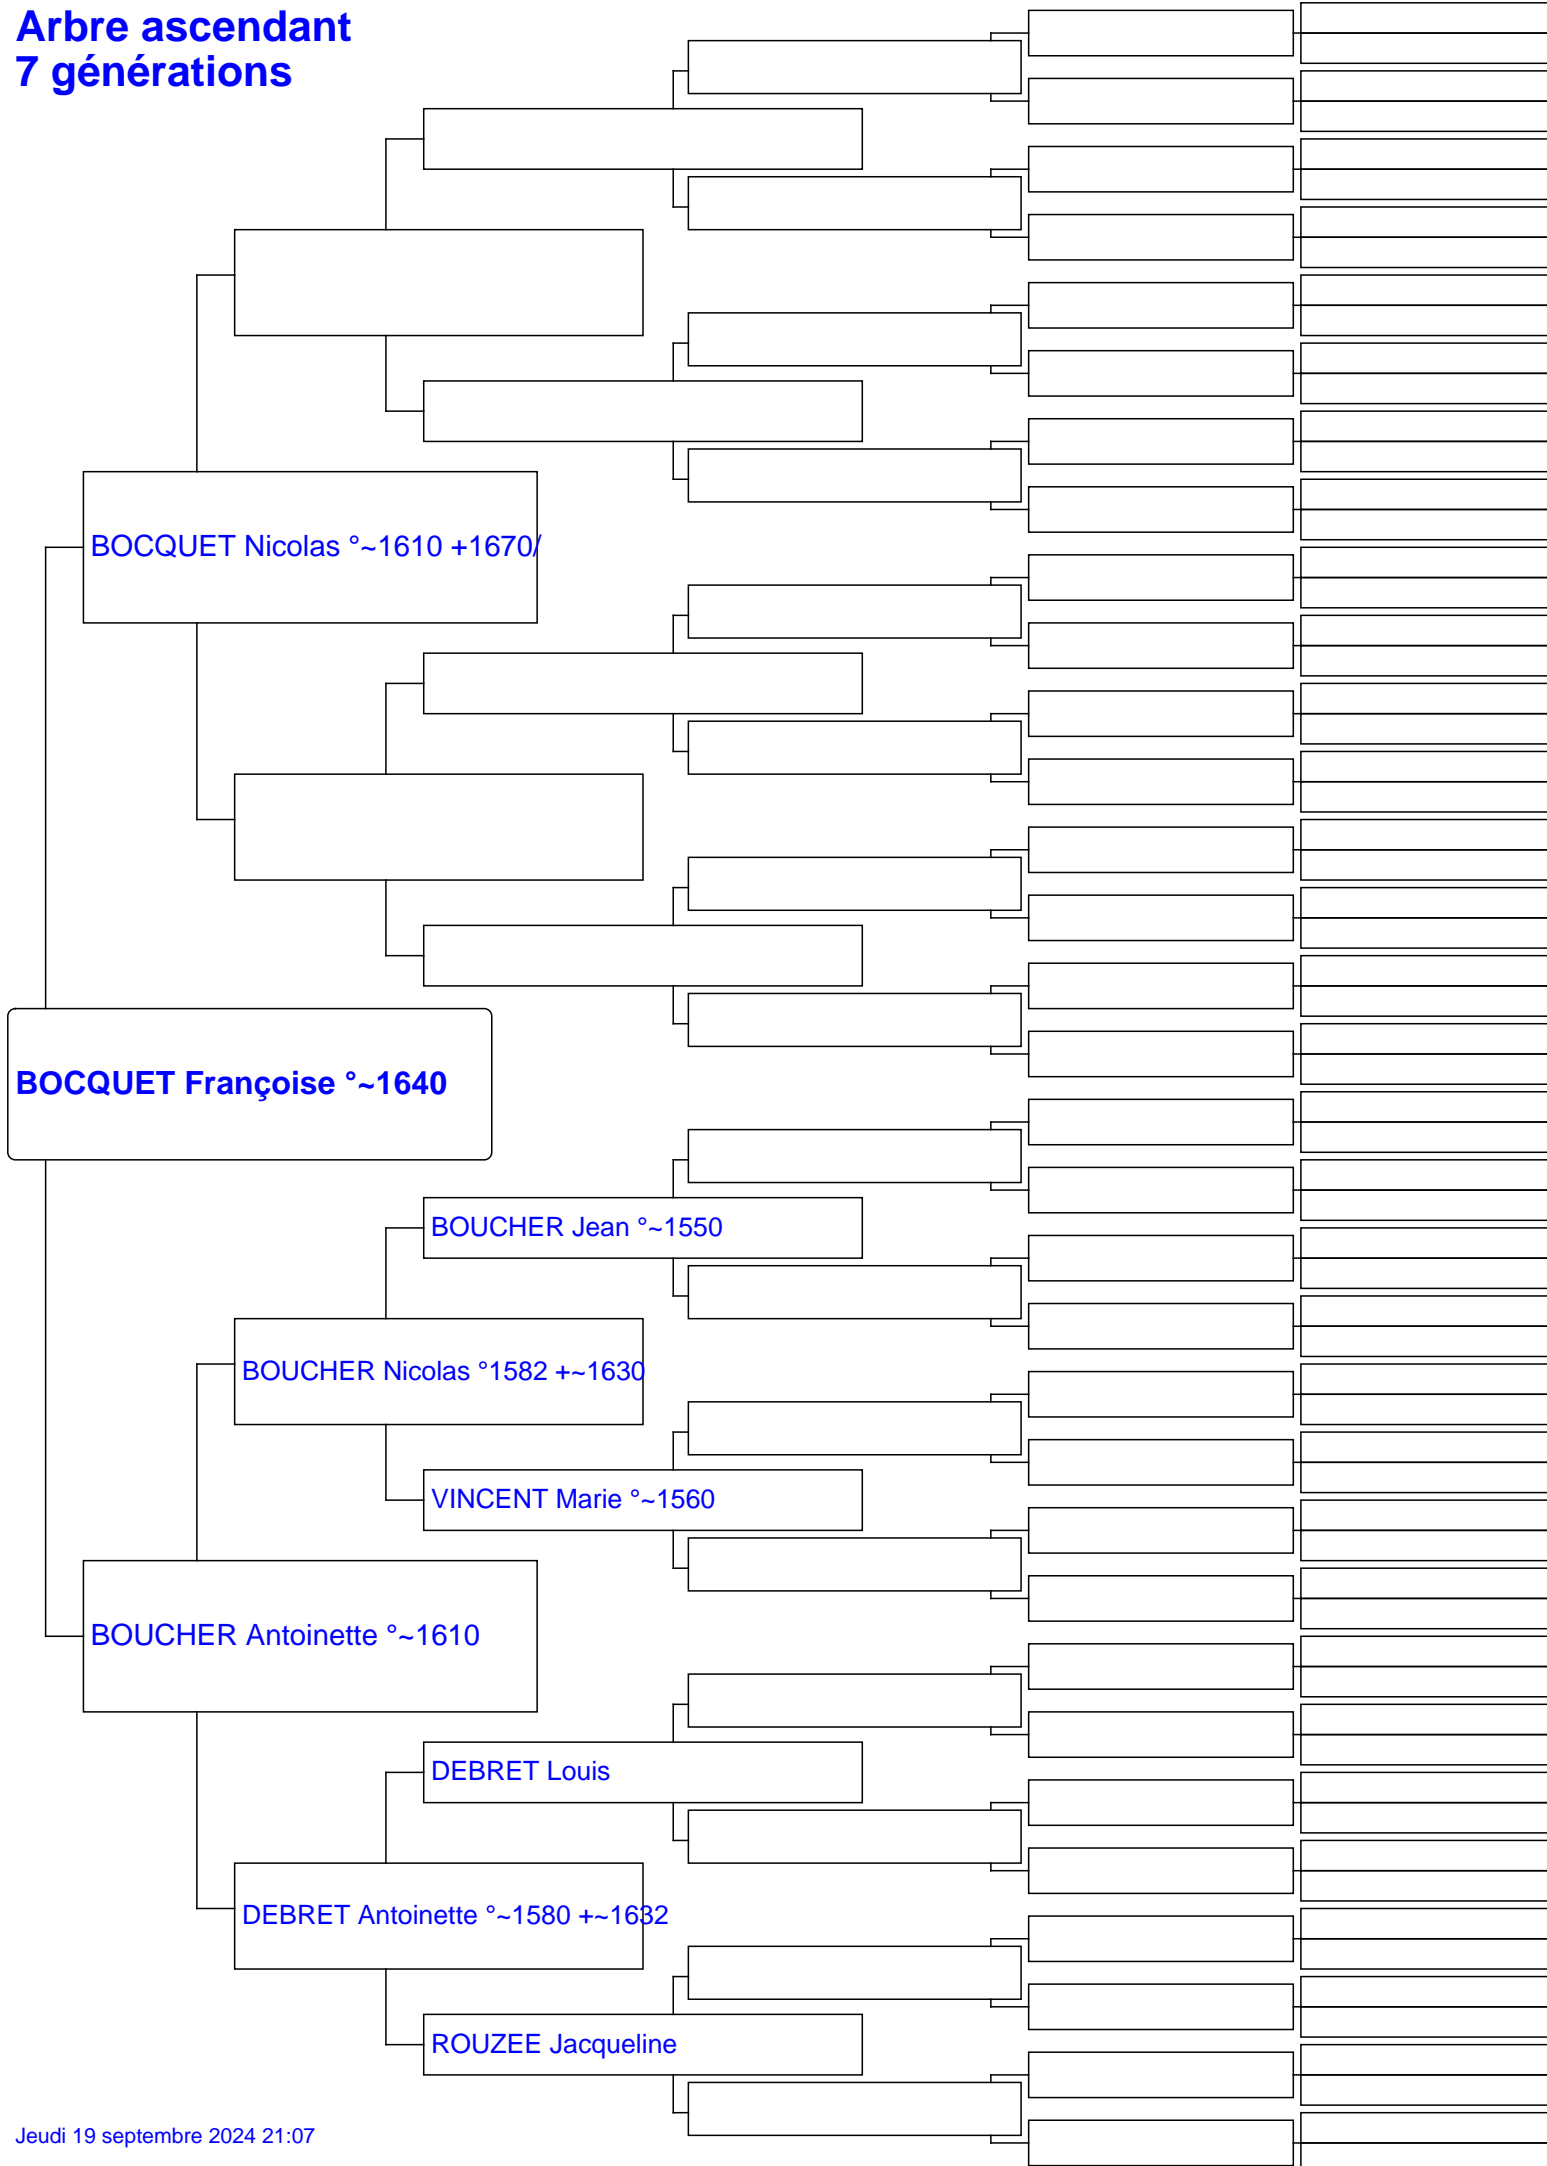 Arbre ascendant
7 générations
BOCQUET Nicolas °~1610 +1670/
BOCQUET Françoise °~1640
BOUCHER Jean °~1550
BOUCHER Nicolas °1582 +~1630
VINCENT Marie °~1560
BOUCHER Antoinette °~1610
DEBRET Louis
DEBRET Antoinette °~1580 +~1632
ROUZEE Jacqueline
Jeudi 19 septembre 2024 21:07